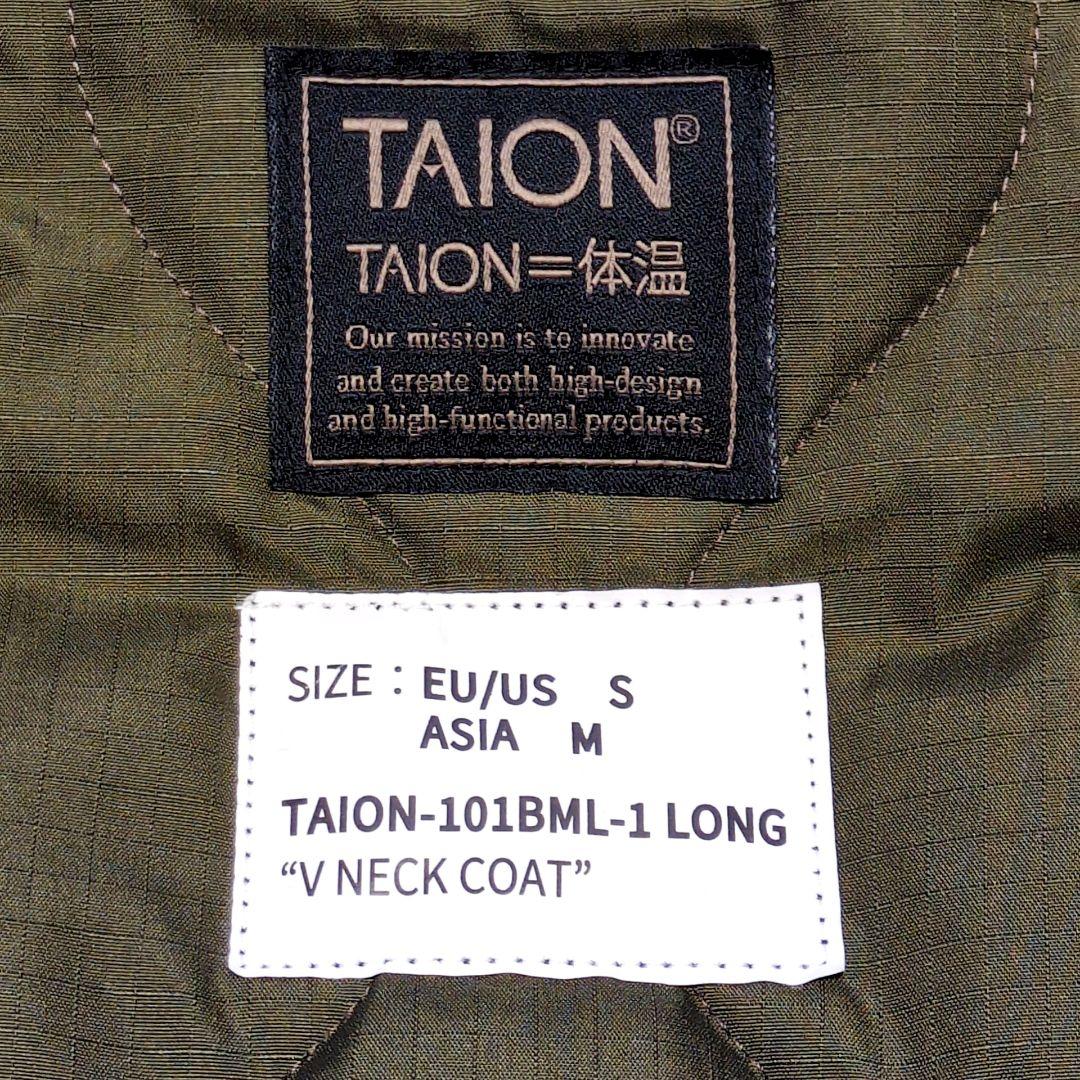 TAION®
TAION=体温
Our mission is to innovate
and create both high-design
and high-functional products.
SIZE : EU/US S
ASIA M
TAION-101BML-1 LONG
“V NECK COAT”